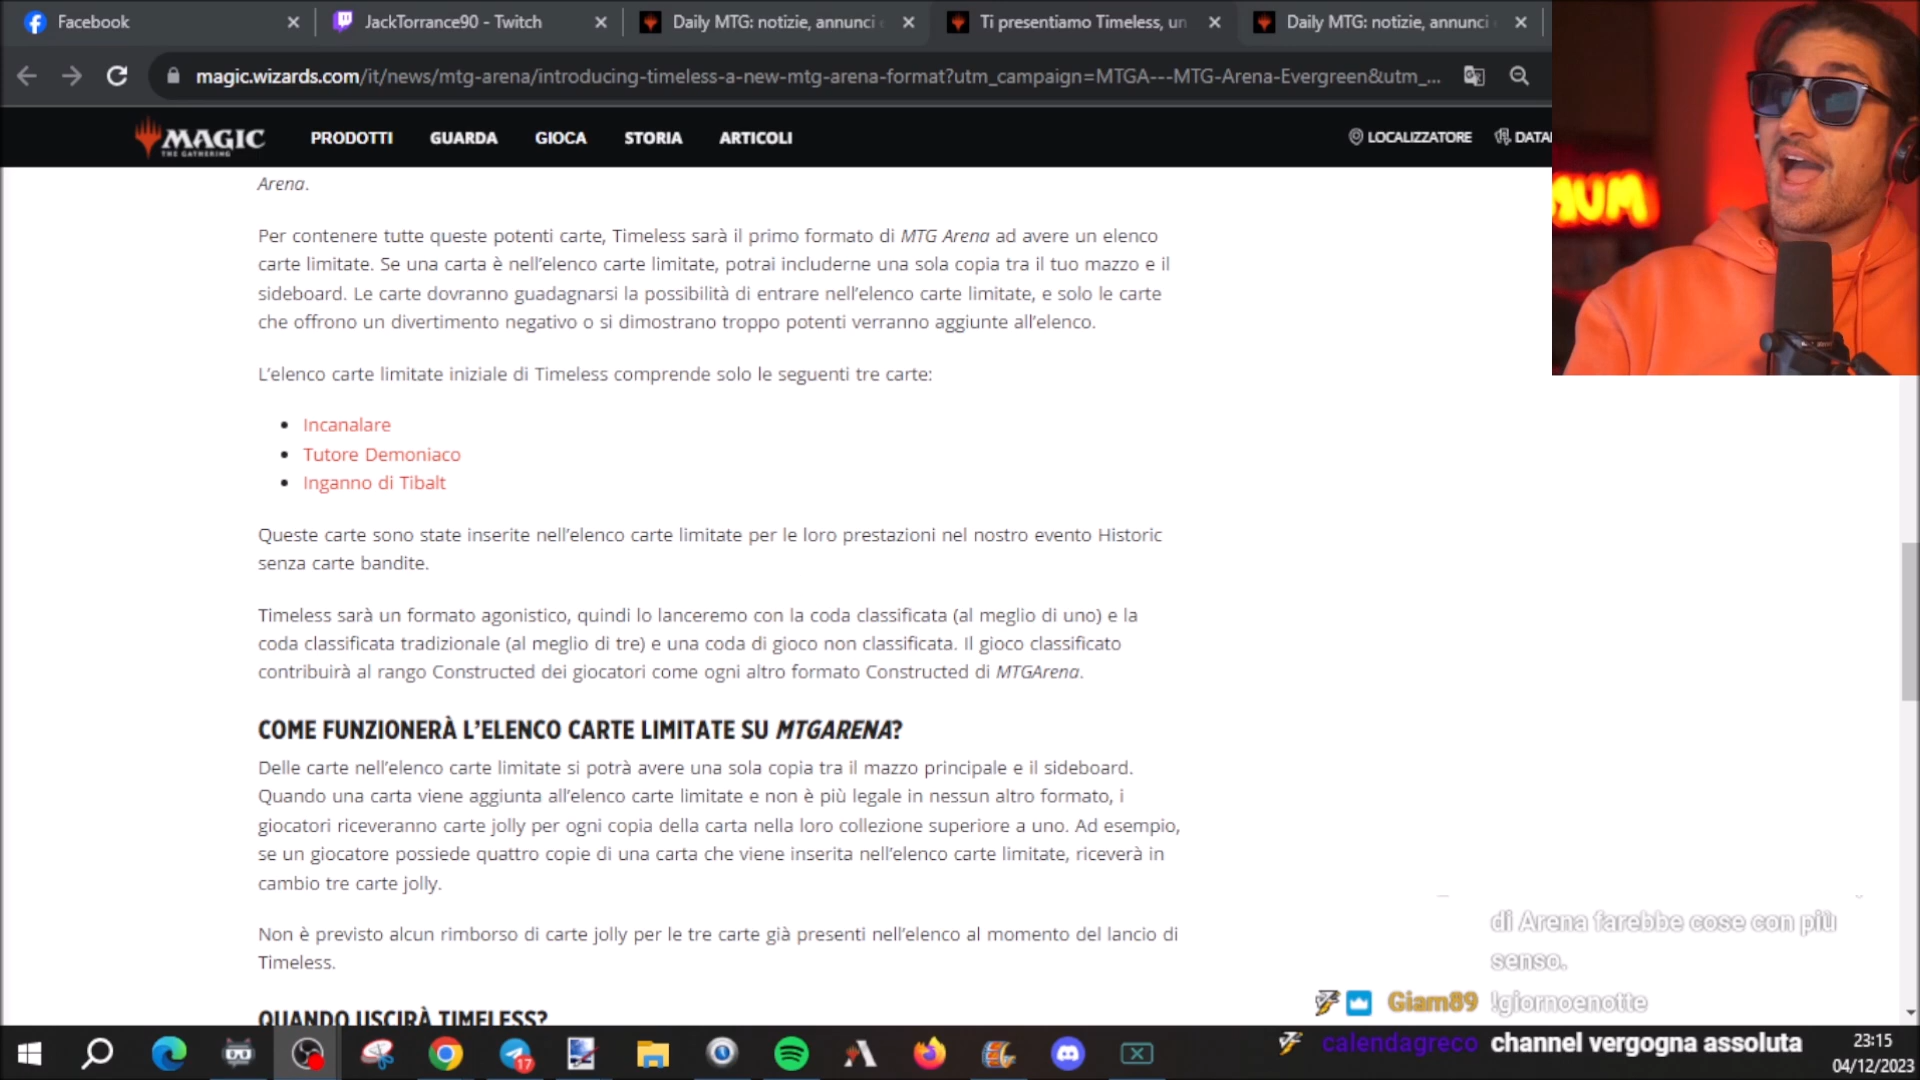 Facebook
JackTorrance90 - Twitch
Daily MTG: notizie, annunci
Ti presentiamo Timeless, un
Daily MTG: notizie, annunci
magic.wizards.com/it/news/mtg-arena/introducing-timeless-a-new-mtg-arena-format?utm_campaign=MTGA---MTG-Arena-Evergreen&utm_...
MAGIC
THE GATHERING
PRODOTTI
GUARDA
GIOCA
STORIA
ARTICOLI
LOCALIZZATORE
DATA
Arena.
Per contenere tutte queste potenti carte, Timeless sarà il primo formato di MTG Arena ad avere un elenco
carte limitate. Se una carta è nell’elenco carte limitate, potrai includerne una sola copia tra il tuo mazzo e il
sideboard. Le carte dovranno guadagnarsi la possibilità di entrare nell’elenco carte limitate, e solo le carte
che offrono un divertimento negativo o si dimostrano troppo potenti verranno aggiunte all’elenco.
L’elenco carte limitate iniziale di Timeless comprende solo le seguenti tre carte:
• Incanalare
• Tutore Demoniaco
• Inganno di Tibalt
Queste carte sono state inserite nell’elenco carte limitate per le loro prestazioni nel nostro evento Historic
senza carte bandite.
Timeless sarà un formato agonistico, quindi lo lanceremo con la coda classificata (al meglio di uno) e la
coda classificata tradizionale (al meglio di tre) e una coda di gioco non classificata. Il gioco classificato
contribuirà al rango Constructed dei giocatori come ogni altro formato Constructed di MTGArena.
COME FUNZIONERÀ L’ELENCO CARTE LIMITATE SU MTGARENA?
Delle carte nell’elenco carte limitate si potrà avere una sola copia tra il mazzo principale e il sideboard.
Quando una carta viene aggiunta all’elenco carte limitate e non è più legale in nessun altro formato, i
giocatori riceveranno carte jolly per ogni copia della carta nella loro collezione superiore a uno. Ad esempio,
se un giocatore possiede quattro copie di una carta che viene inserita nell’elenco carte limitate, riceverà in
cambio tre carte jolly.
Non è previsto alcun rimborso di carte jolly per le tre carte già presenti nell’elenco al momento del lancio di
Timeless.
QUANDO USCIRÀ TIMELESS?
di Arena farebbe cose con più
senso.
Giam89 !giornoenotte
calendagreco channel vergogna assoluta
17
23:15
04/12/2023